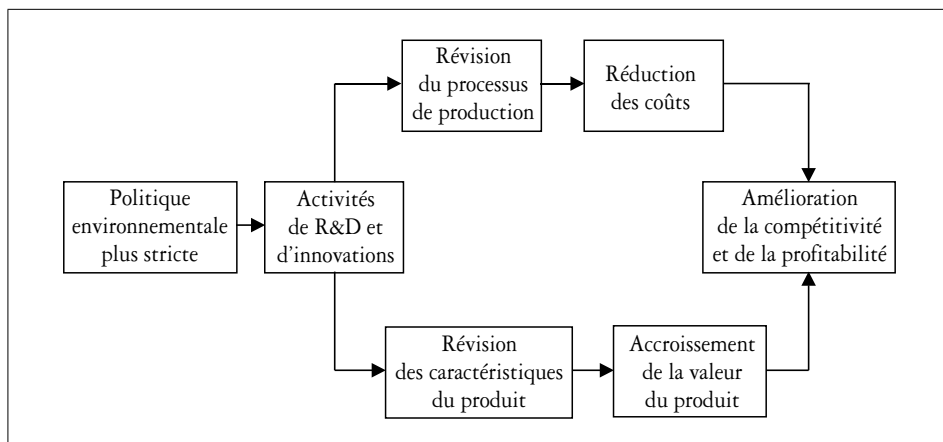 Politique
environnementale
plus stricte
Activités
de R&D et
d'innovations
Révision
du processus
de production
Réduction
des coûts
Révision
des caractéristiques
du produit
Accroissement
de la valeur
du produit
Amélioration
de la compétitivité
et de la profitabilité